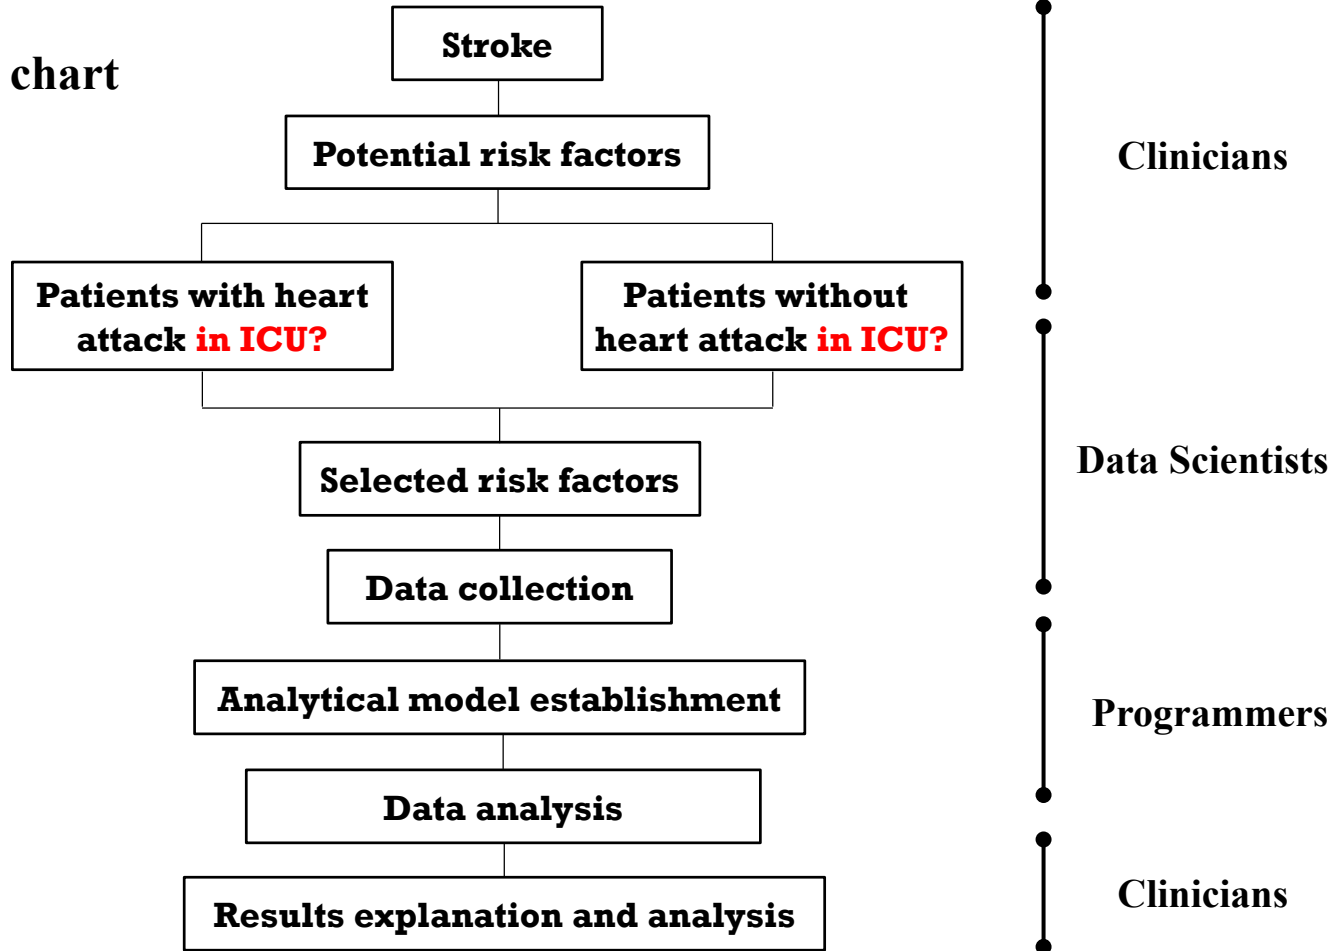 chart
Stroke
Potential risk factors
Clinicians
Patients with heart
attack in ICU?
Patients without
heart attack in ICU?
Selected risk factors
Data Scientists
Data collection
Analytical model establishment
Programmers
Data analysis
Results explanation and analysis
Clinicians